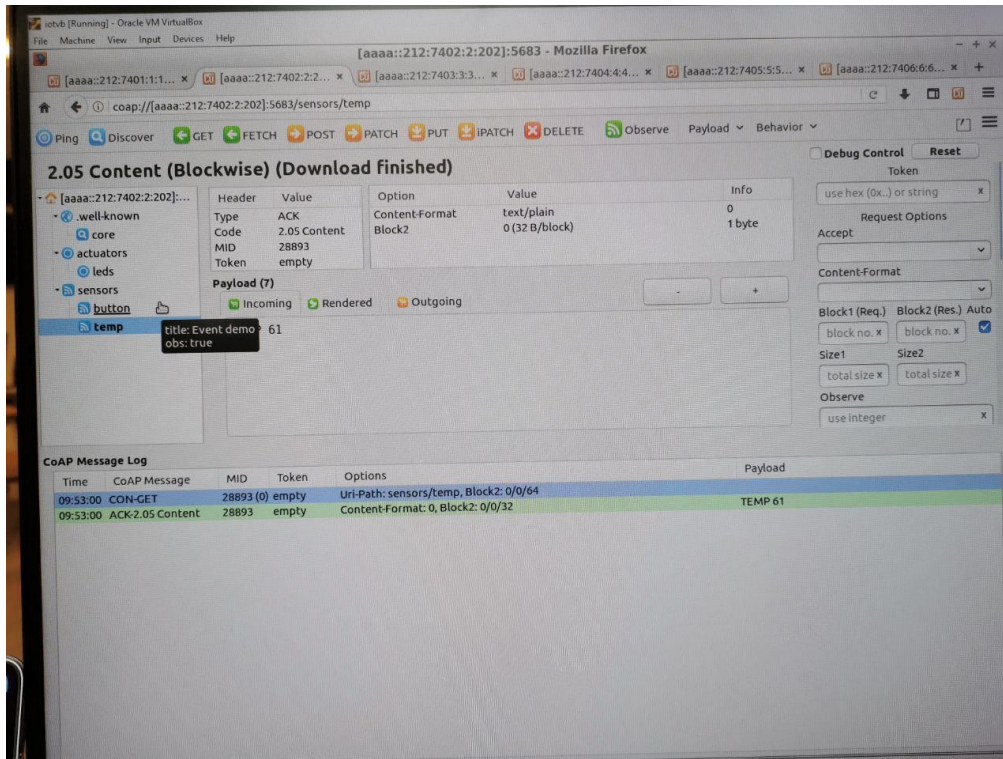 iotvb [Running] - Oracle VM VirtualBox
File Machine View Input Devices Help
[aaaa::212:7402:2:202]:5683 - Mozilla Firefox
[aaaa::212:7401:1:1... × [aaaa::212:7402:2:2... × [aaaa::212:7403:3:3... × [aaaa::212:7404:4:4... × [aaaa::212:7405:5:5... × [aaaa::212:7406:6:6... × +
coap://[aaaa::212:7402:2:202]:5683/sensors/temp
Ping Discover GET FETCH POST PATCH PUT iPATCH DELETE Observe Payload Behavior
2.05 Content (Blockwise) (Download finished)
Debug Control Reset
[aaaa::212:7402:2:202]:...
.well-known
core
actuators
leds
sensors
button
temp
title: Event demo
obs: true
Header Value
Type ACK
Code 2.05 Content
MID 28893
Token empty
Option Value Info
Content-Format text/plain 0
Block2 0 (32 B/block) 1 byte
Payload (7)
Incoming Rendered Outgoing
- +
61
Token
use hex (0x..) or string x
Request Options
Accept
Content-Format
Block1 (Req.) Block2 (Res.) Auto
block no. x block no. x
Size1 Size2
total size x total size x
Observe
use integer x
CoAP Message Log
Time CoAP Message MID Token Options Payload
09:53:00 CON-GET 28893 (0) empty Uri-Path: sensors/temp, Block2: 0/0/64
09:53:00 ACK-2.05 Content 28893 empty Content-Format: 0, Block2: 0/0/32 TEMP 61